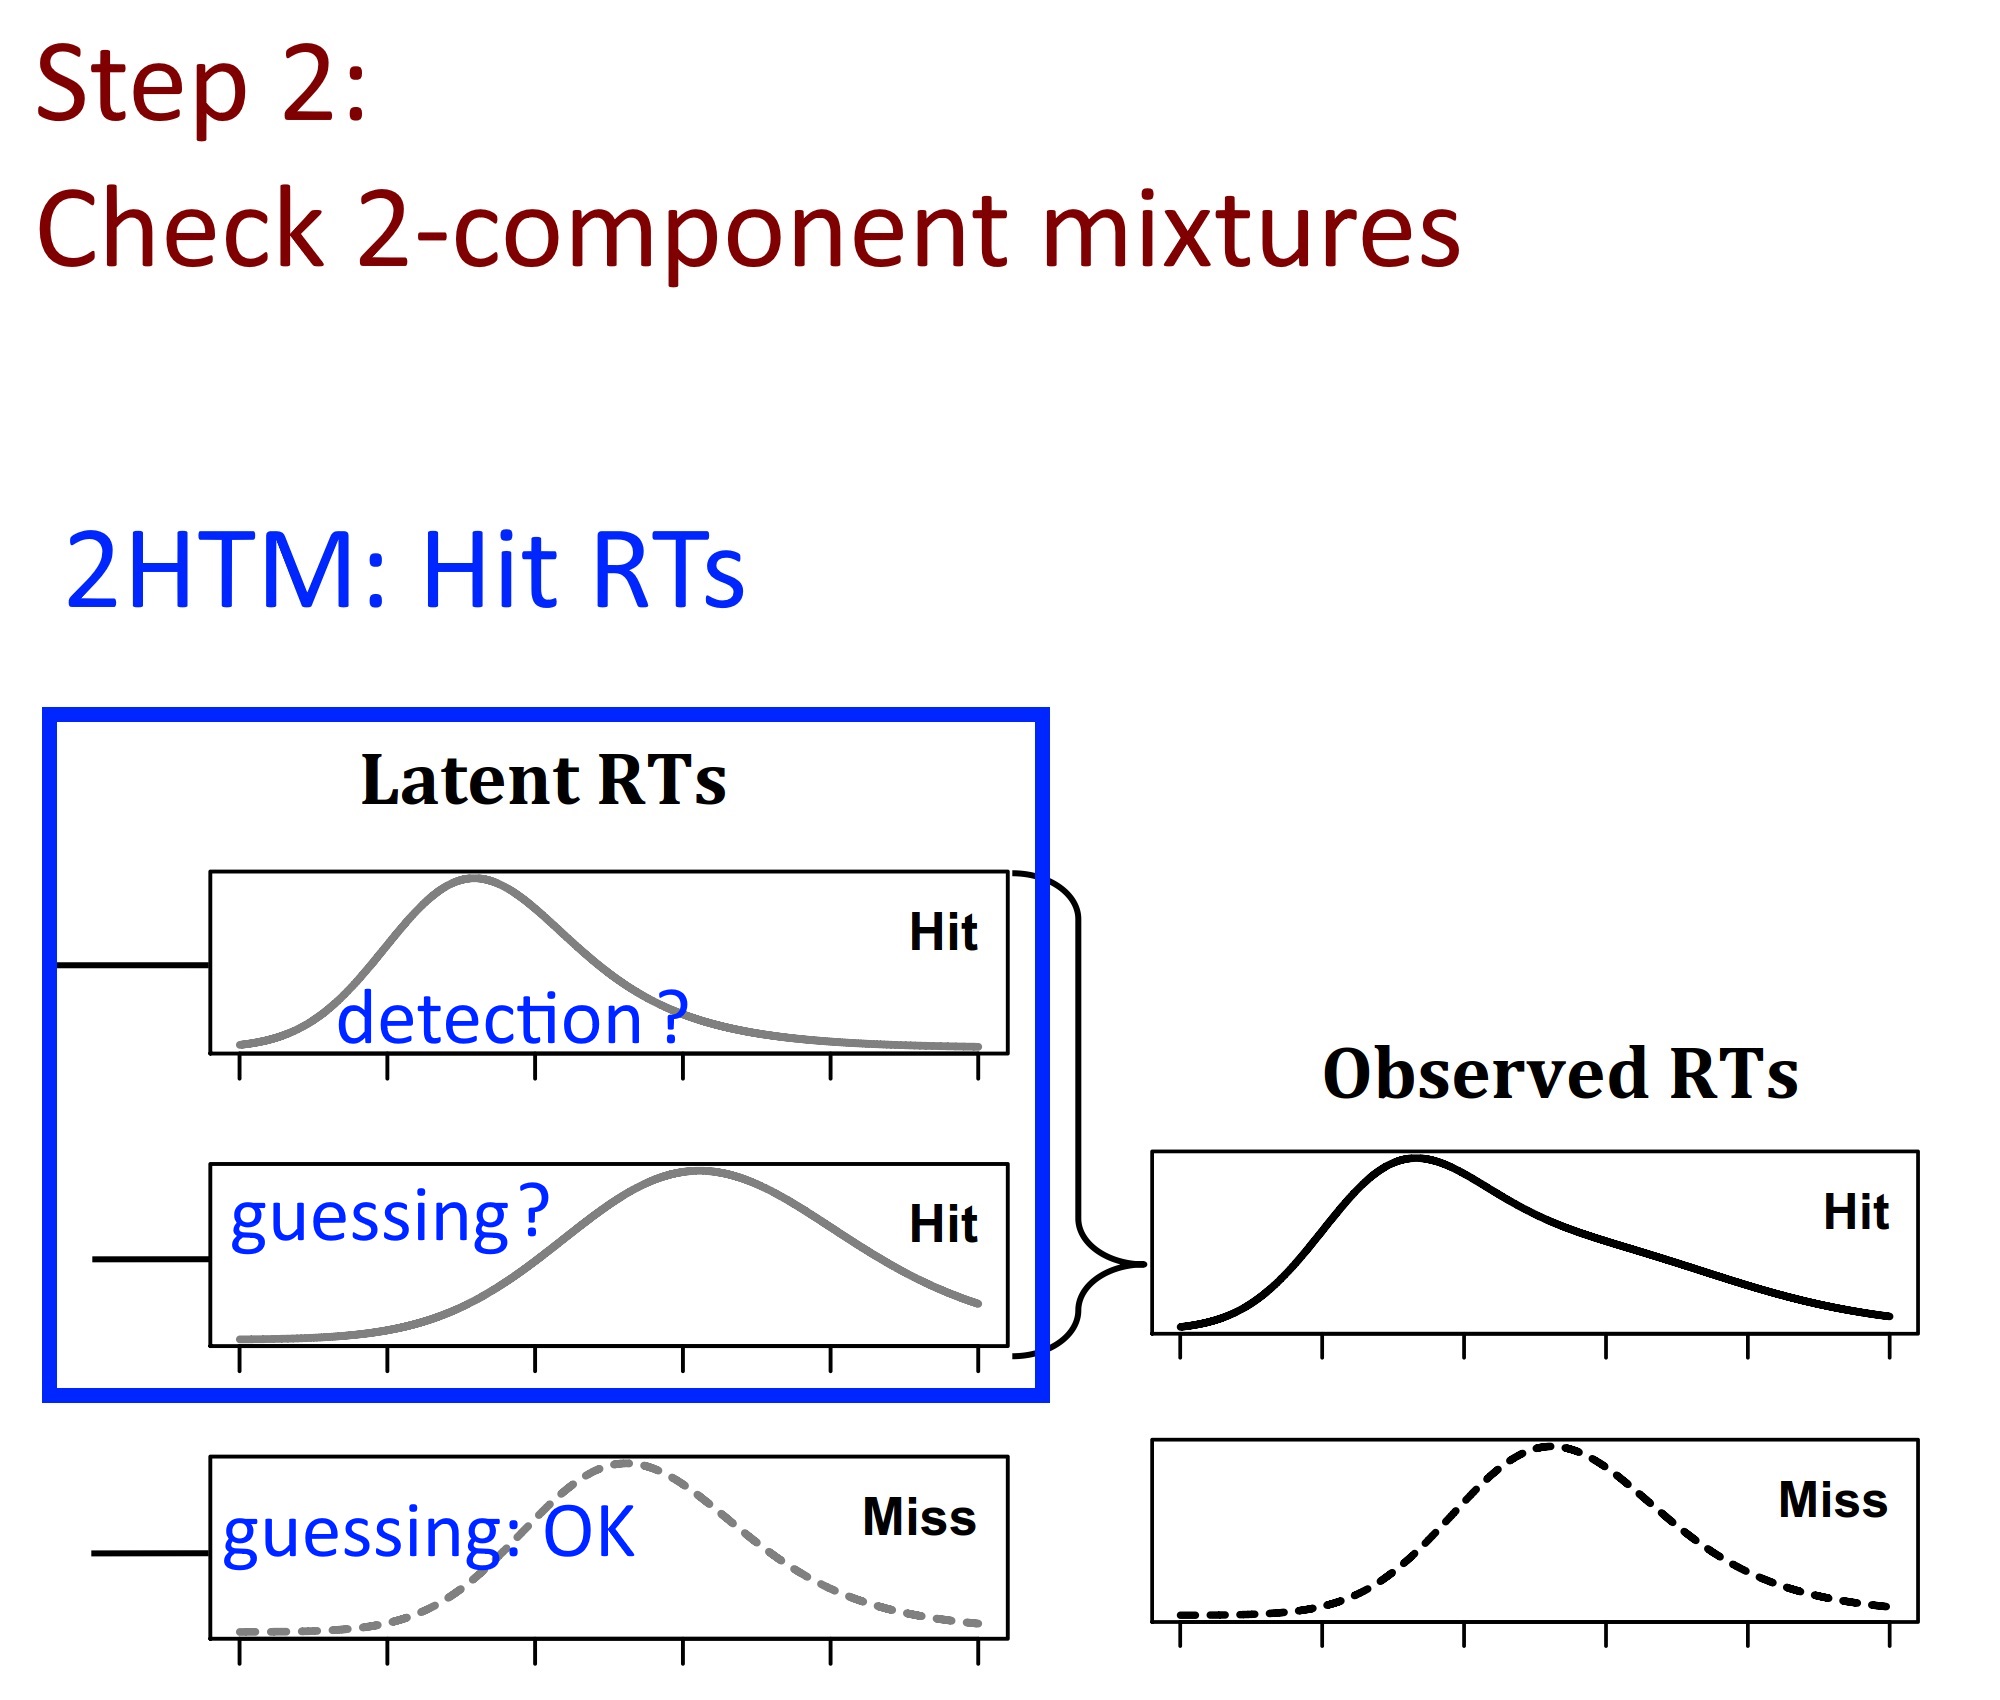 Step 2:
Check 2-component mixtures
2HTM: Hit RTs
Latent RTs
Hit
detection ?
guessing ?
Hit
guessing: OK
Miss
Observed RTs
Hit
Miss